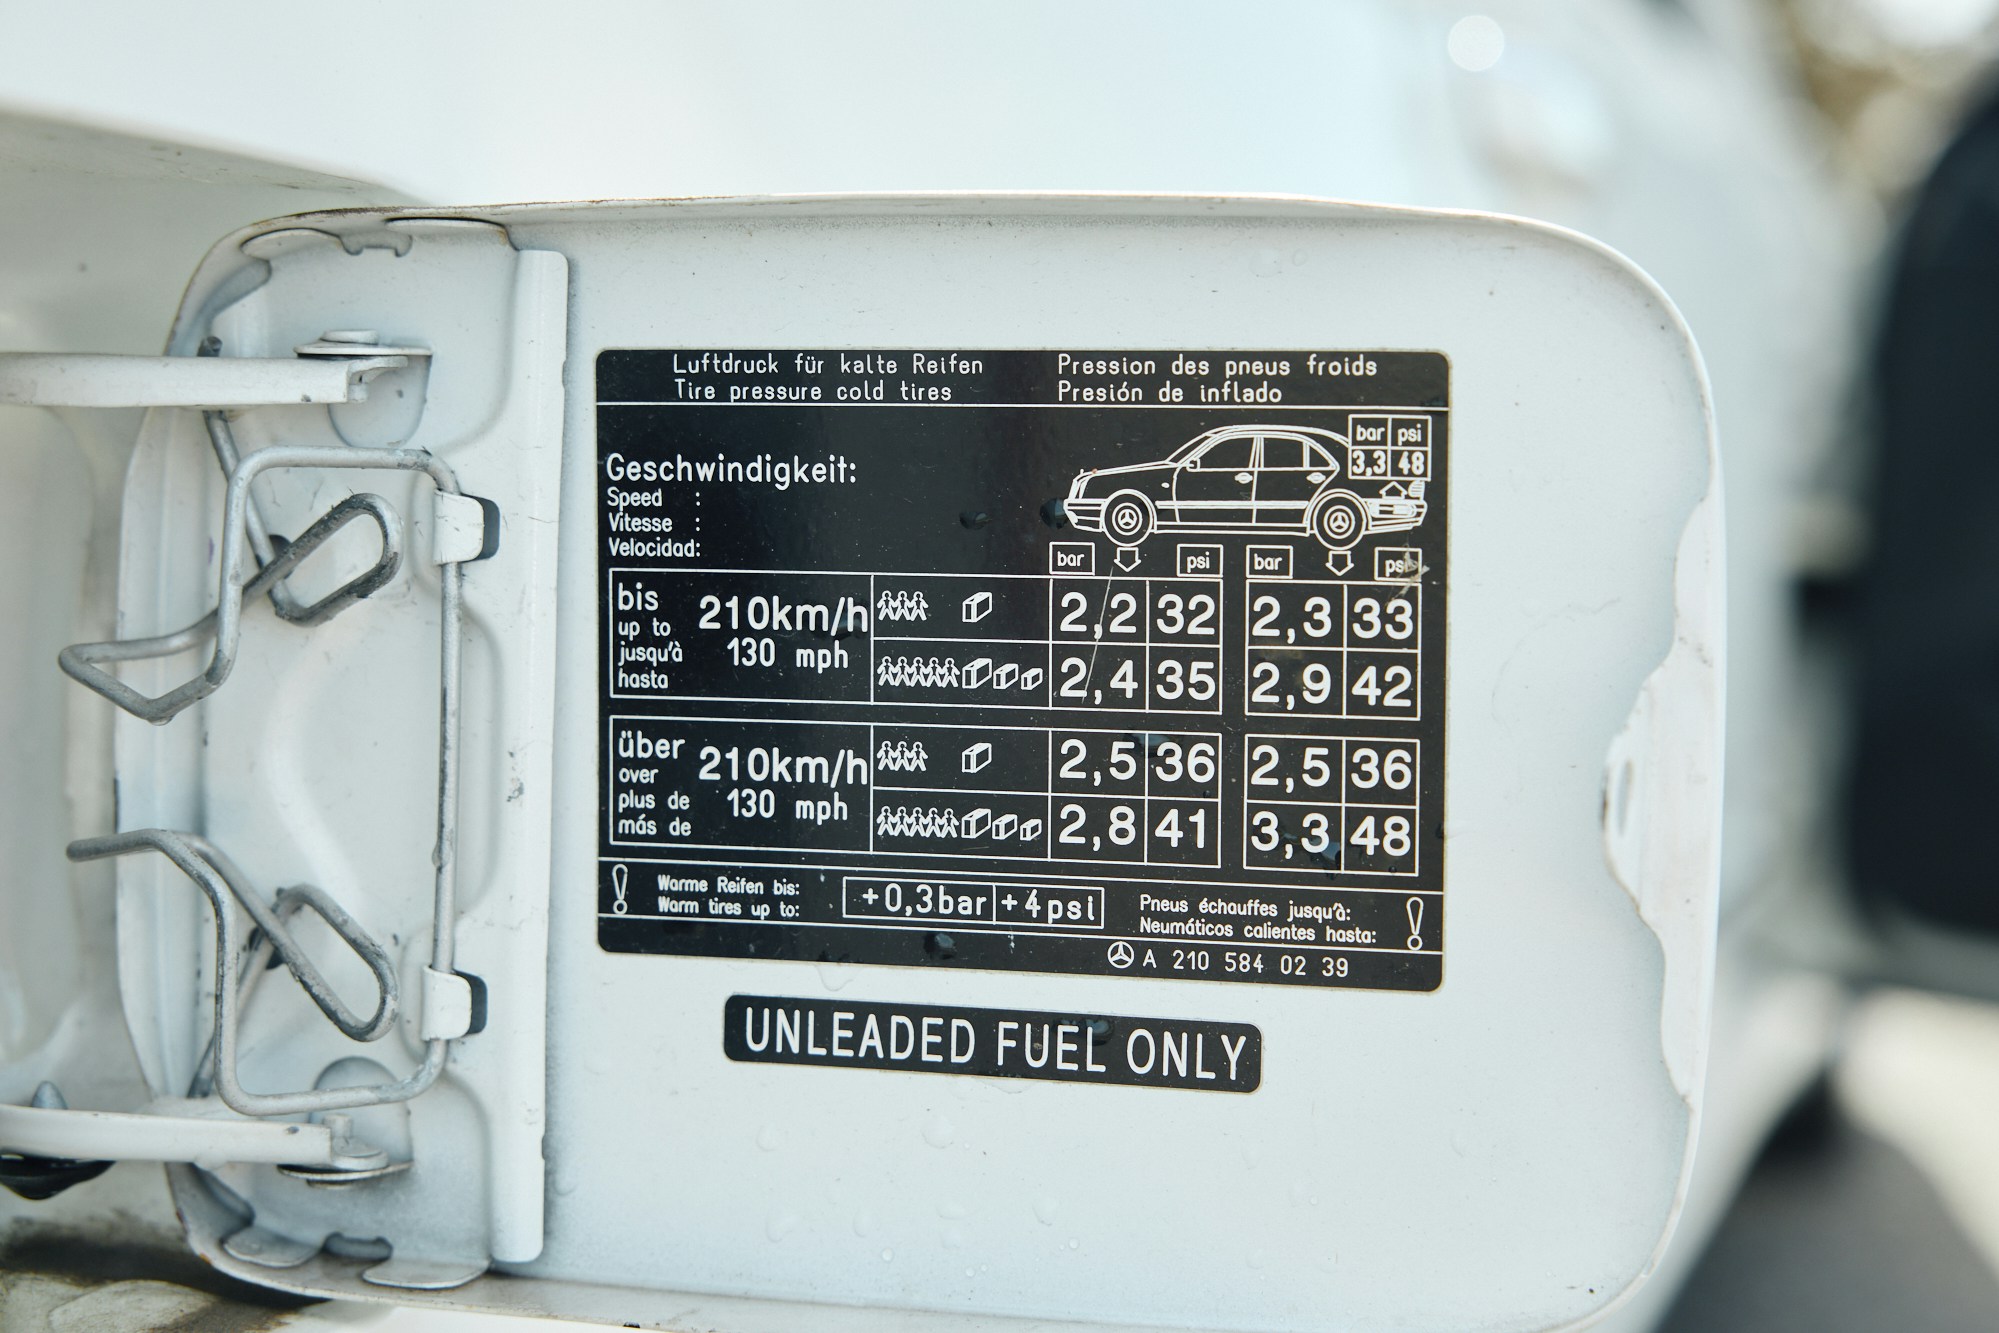 Luftdruck für kalte Reifen
Tire pressure cold tires
Pression des pneus froids
Presión de inflado
bar psi
3,3 48
Geschwindigkeit:
Speed :
Vitesse :
Velocidad:
bar psi bar psi
bis 210km/h
up to 130 mph
jusqu'à
hasta
2,2 32 2,3 33
2,4 35 2,9 42
über 210km/h
over 130 mph
plus de
más de
2,5 36 2,5 36
2,8 41 3,3 48
! Warme Reifen bis:
Warm tires up to:
+0,3bar +4psi
Pneus échauffes jusqu'à: !
Neumáticos calientes hasta:
A 210 584 02 39
UNLEADED FUEL ONLY